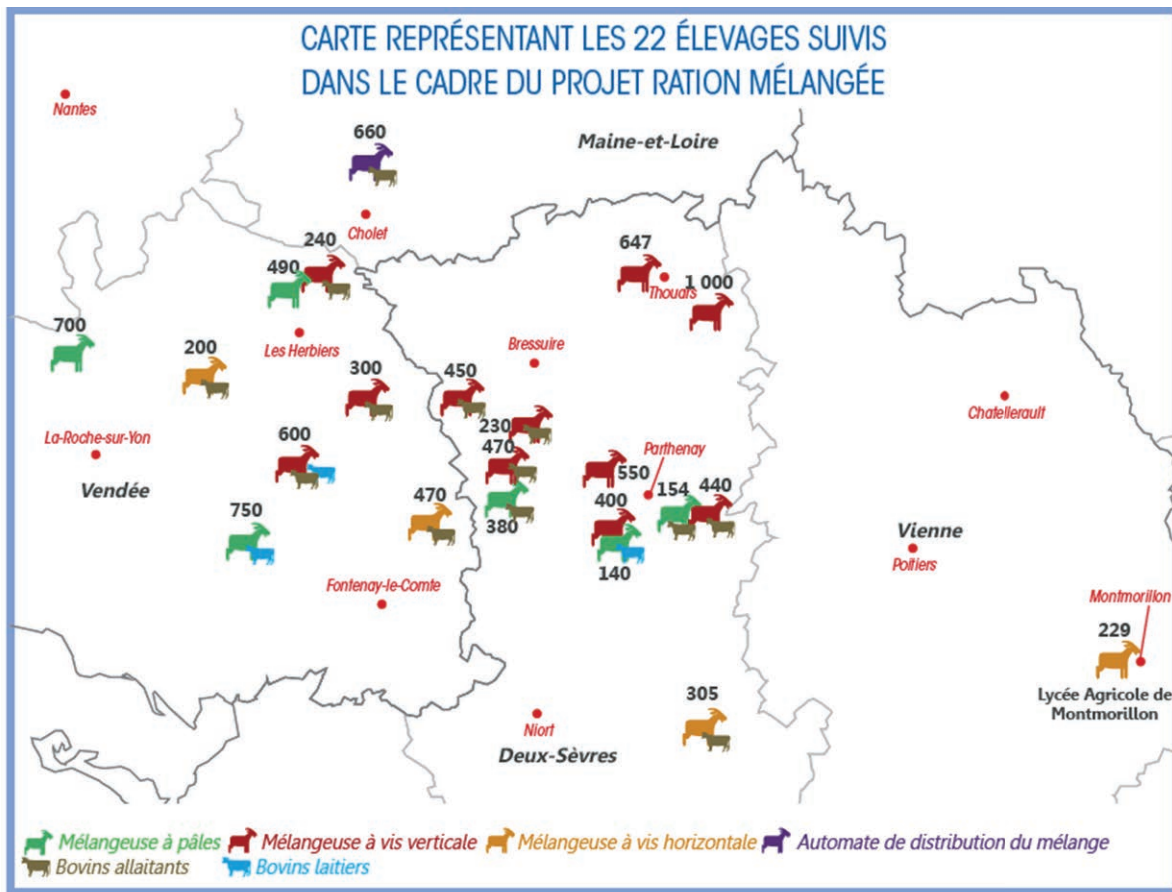 CARTE REPRÉSENTANT LES 22 ÉLEVAGES SUIVIS
DANS LE CADRE DU PROJET RATION MÉLANGÉE
Nantes
660
Maine-et-Loire
Cholet
240
490
647
Thouars
1 000
700
Les Herbiers
Bressuire
200
300
450
Chatellerault
230
La-Roche-sur-Yon
600
470
Parthenay
Vendée
550
154
440
750
470
380
400
Vienne
Poitiers
140
Fontenay-le-Comte
Montmorillon
229
Lycée Agricole de
Montmorillon
305
Niort
Deux-Sèvres
Mélangeuse à pâles
Mélangeuse à vis verticale
Mélangeuse à vis horizontale
Automate de distribution du mélange
Bovins allaitants
Bovins laitiers